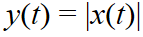 y(t) = |x(t)|